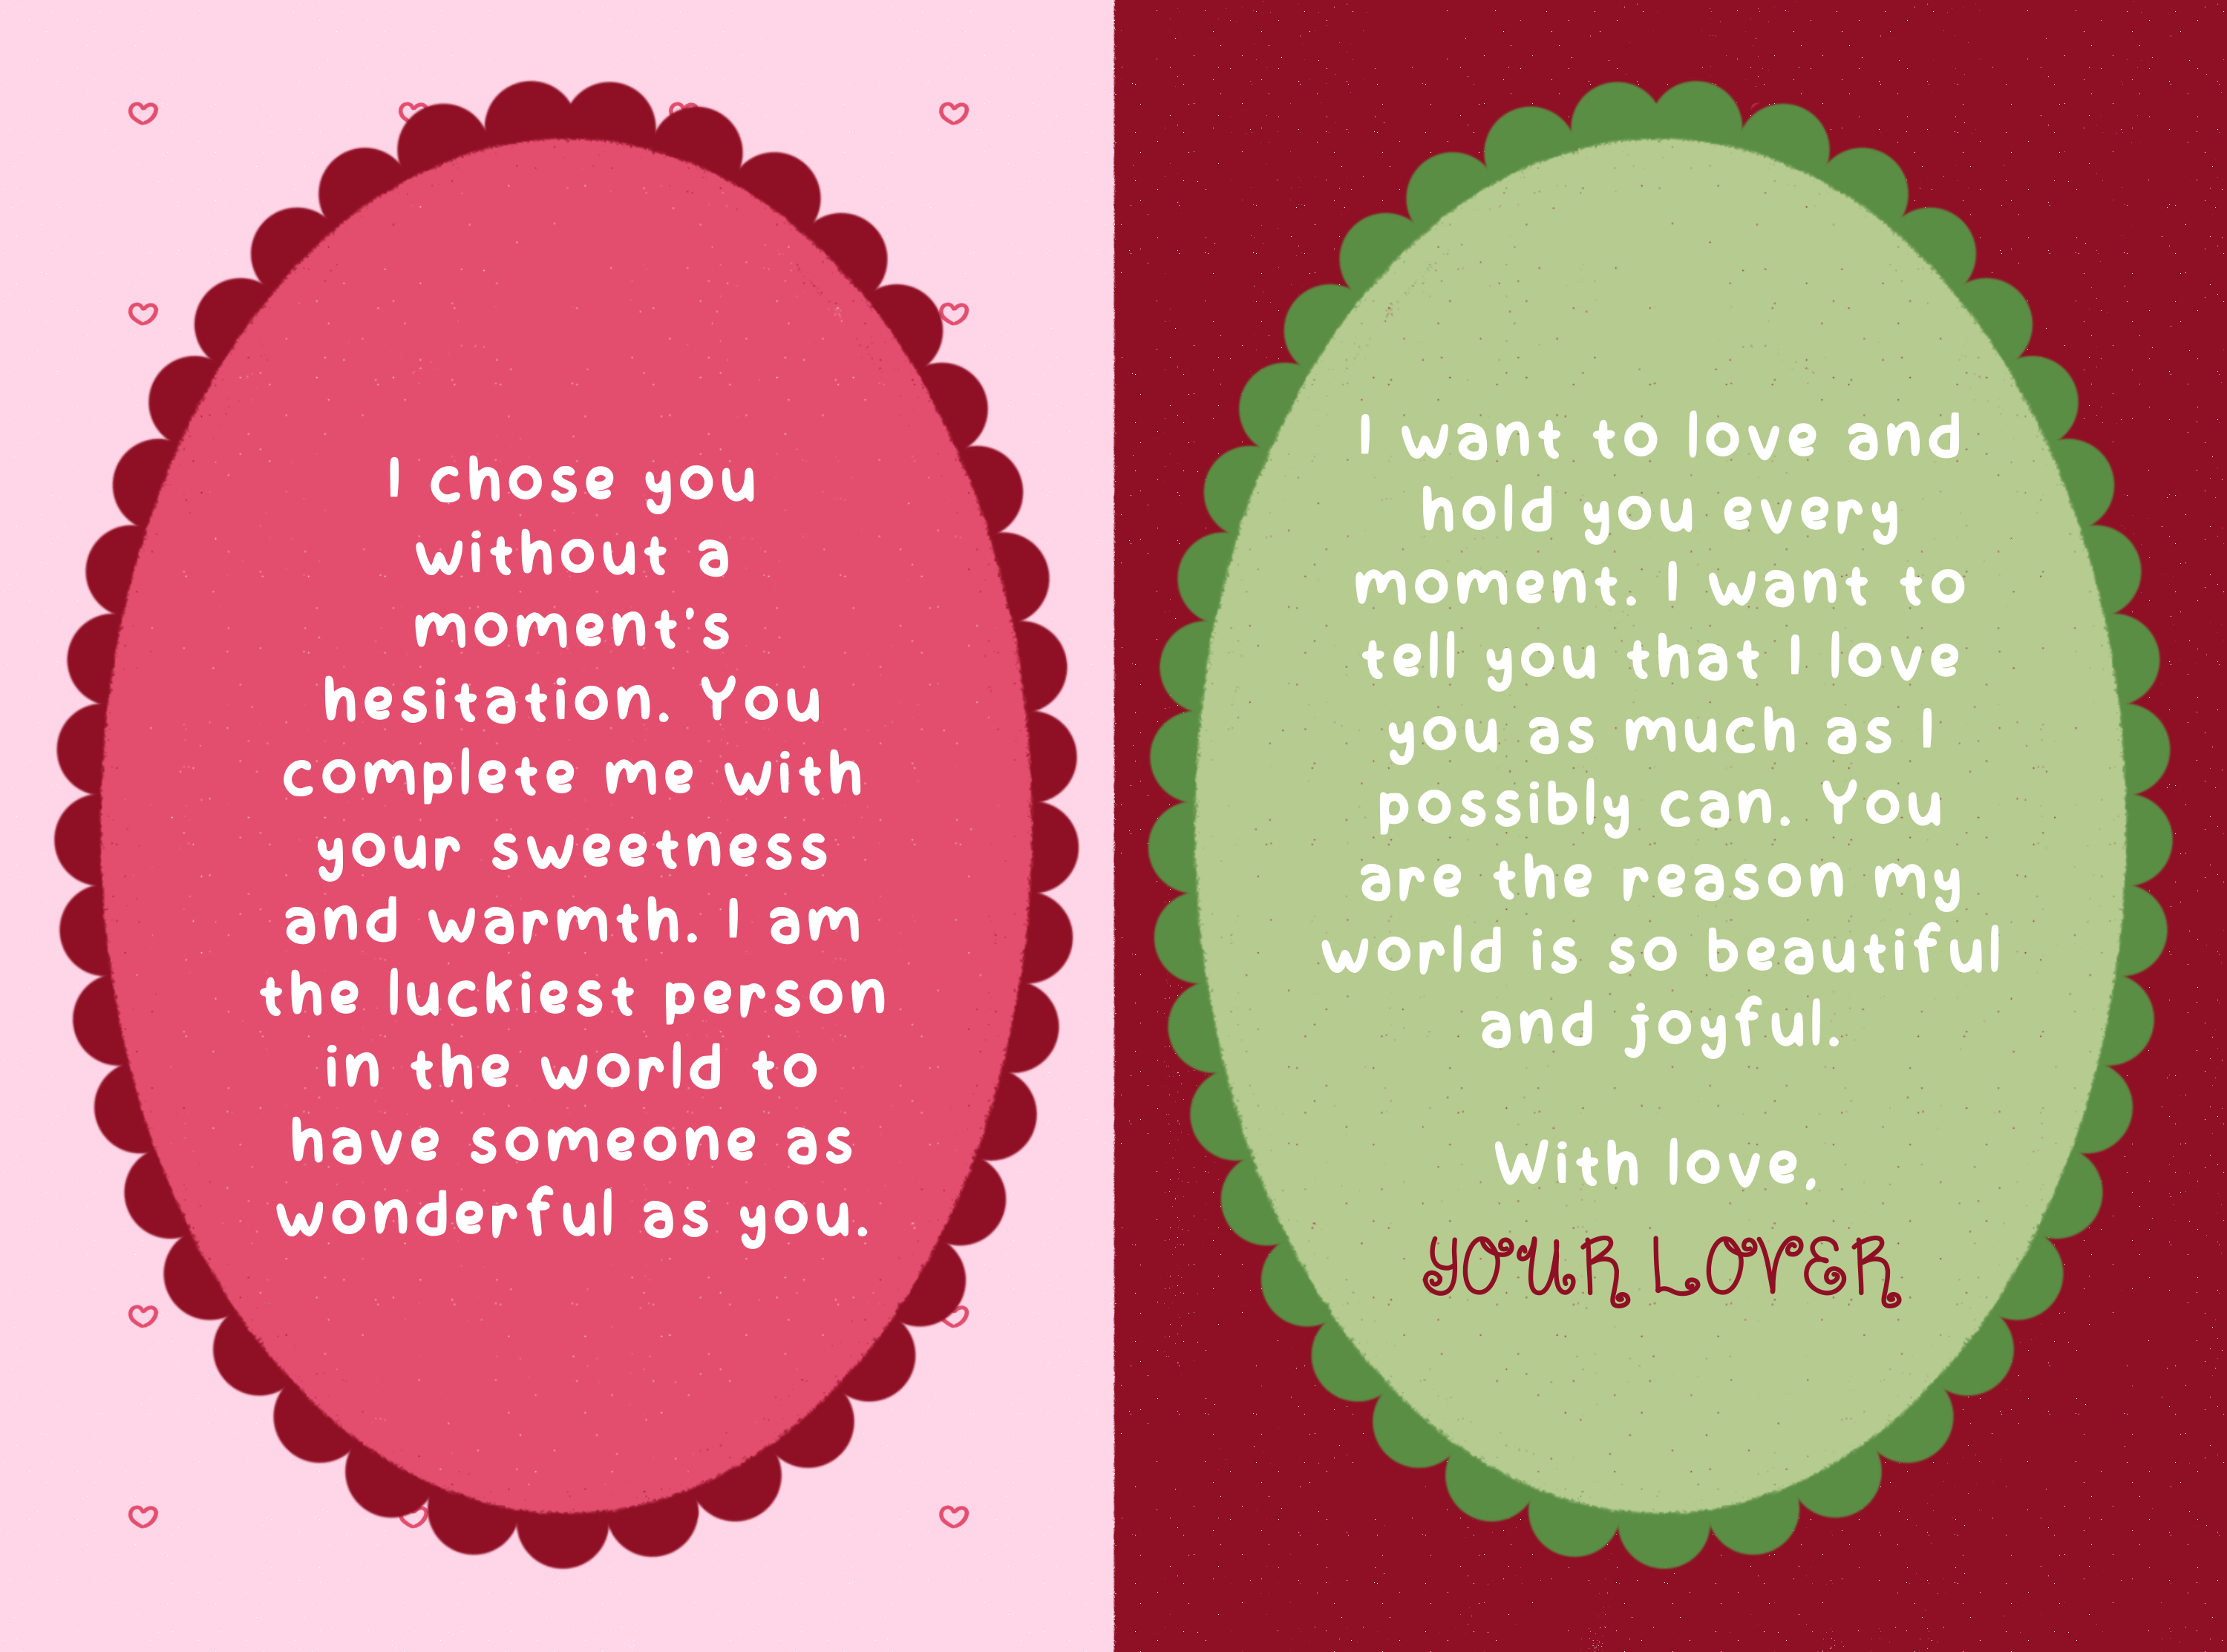 I chose you
without a
moment's
hesitation. You
complete me with
your sweetness
and warmth. I am
the luckiest person
in the world to
have someone as
wonderful as you.
I want to love and
hold you every
moment. I want to
tell you that I love
you as much as I
possibly can. You
are the reason my
world is so beautiful
and joyful.
With love,
YOUR LOVER